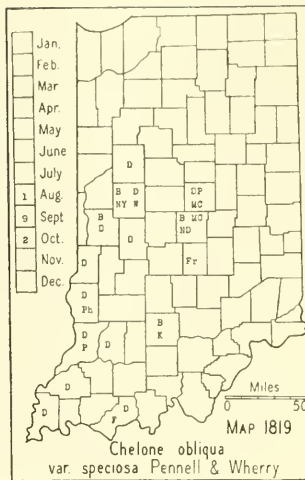 Jan.
Feb.
Mar
Apr.
May
June
July
1 Aug.
9 Sept
2 Oct.
Nov.
Dec.
D
B D
NY W
DP
MC
B
D
B MC
ND
D
Fr
D
D
Ph
D
P
D
B
K
D
D
F
D
Miles
0 50
MAP 1819
Chelone obliqua
var. speciosa Pennell & Wherry